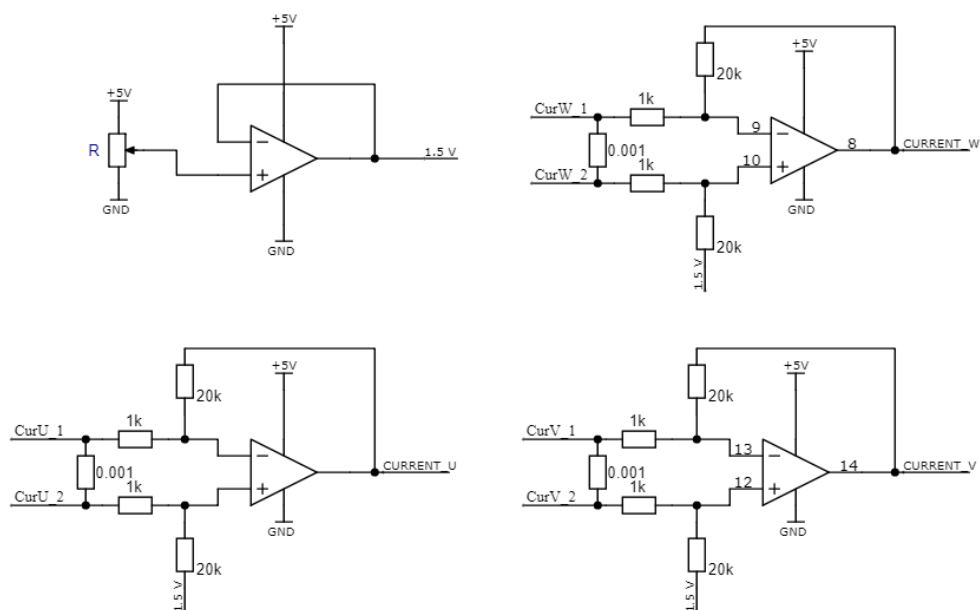 +5V
+5V
R
GND
GND
1.5 V
+5V
20k
CurW_1
1k
9
0.001
8
CURRENT_W
1k
10
CurW_2
GND
20k
1.5 V
+5V
20k
CurU_1
1k
0.001
CURRENT_U
1k
CurU_2
GND
20k
1.5 V
+5V
20k
CurV_1
1k
13
0.001
14
CURRENT_V
1k
12
CurV_2
GND
20k
1.5 V